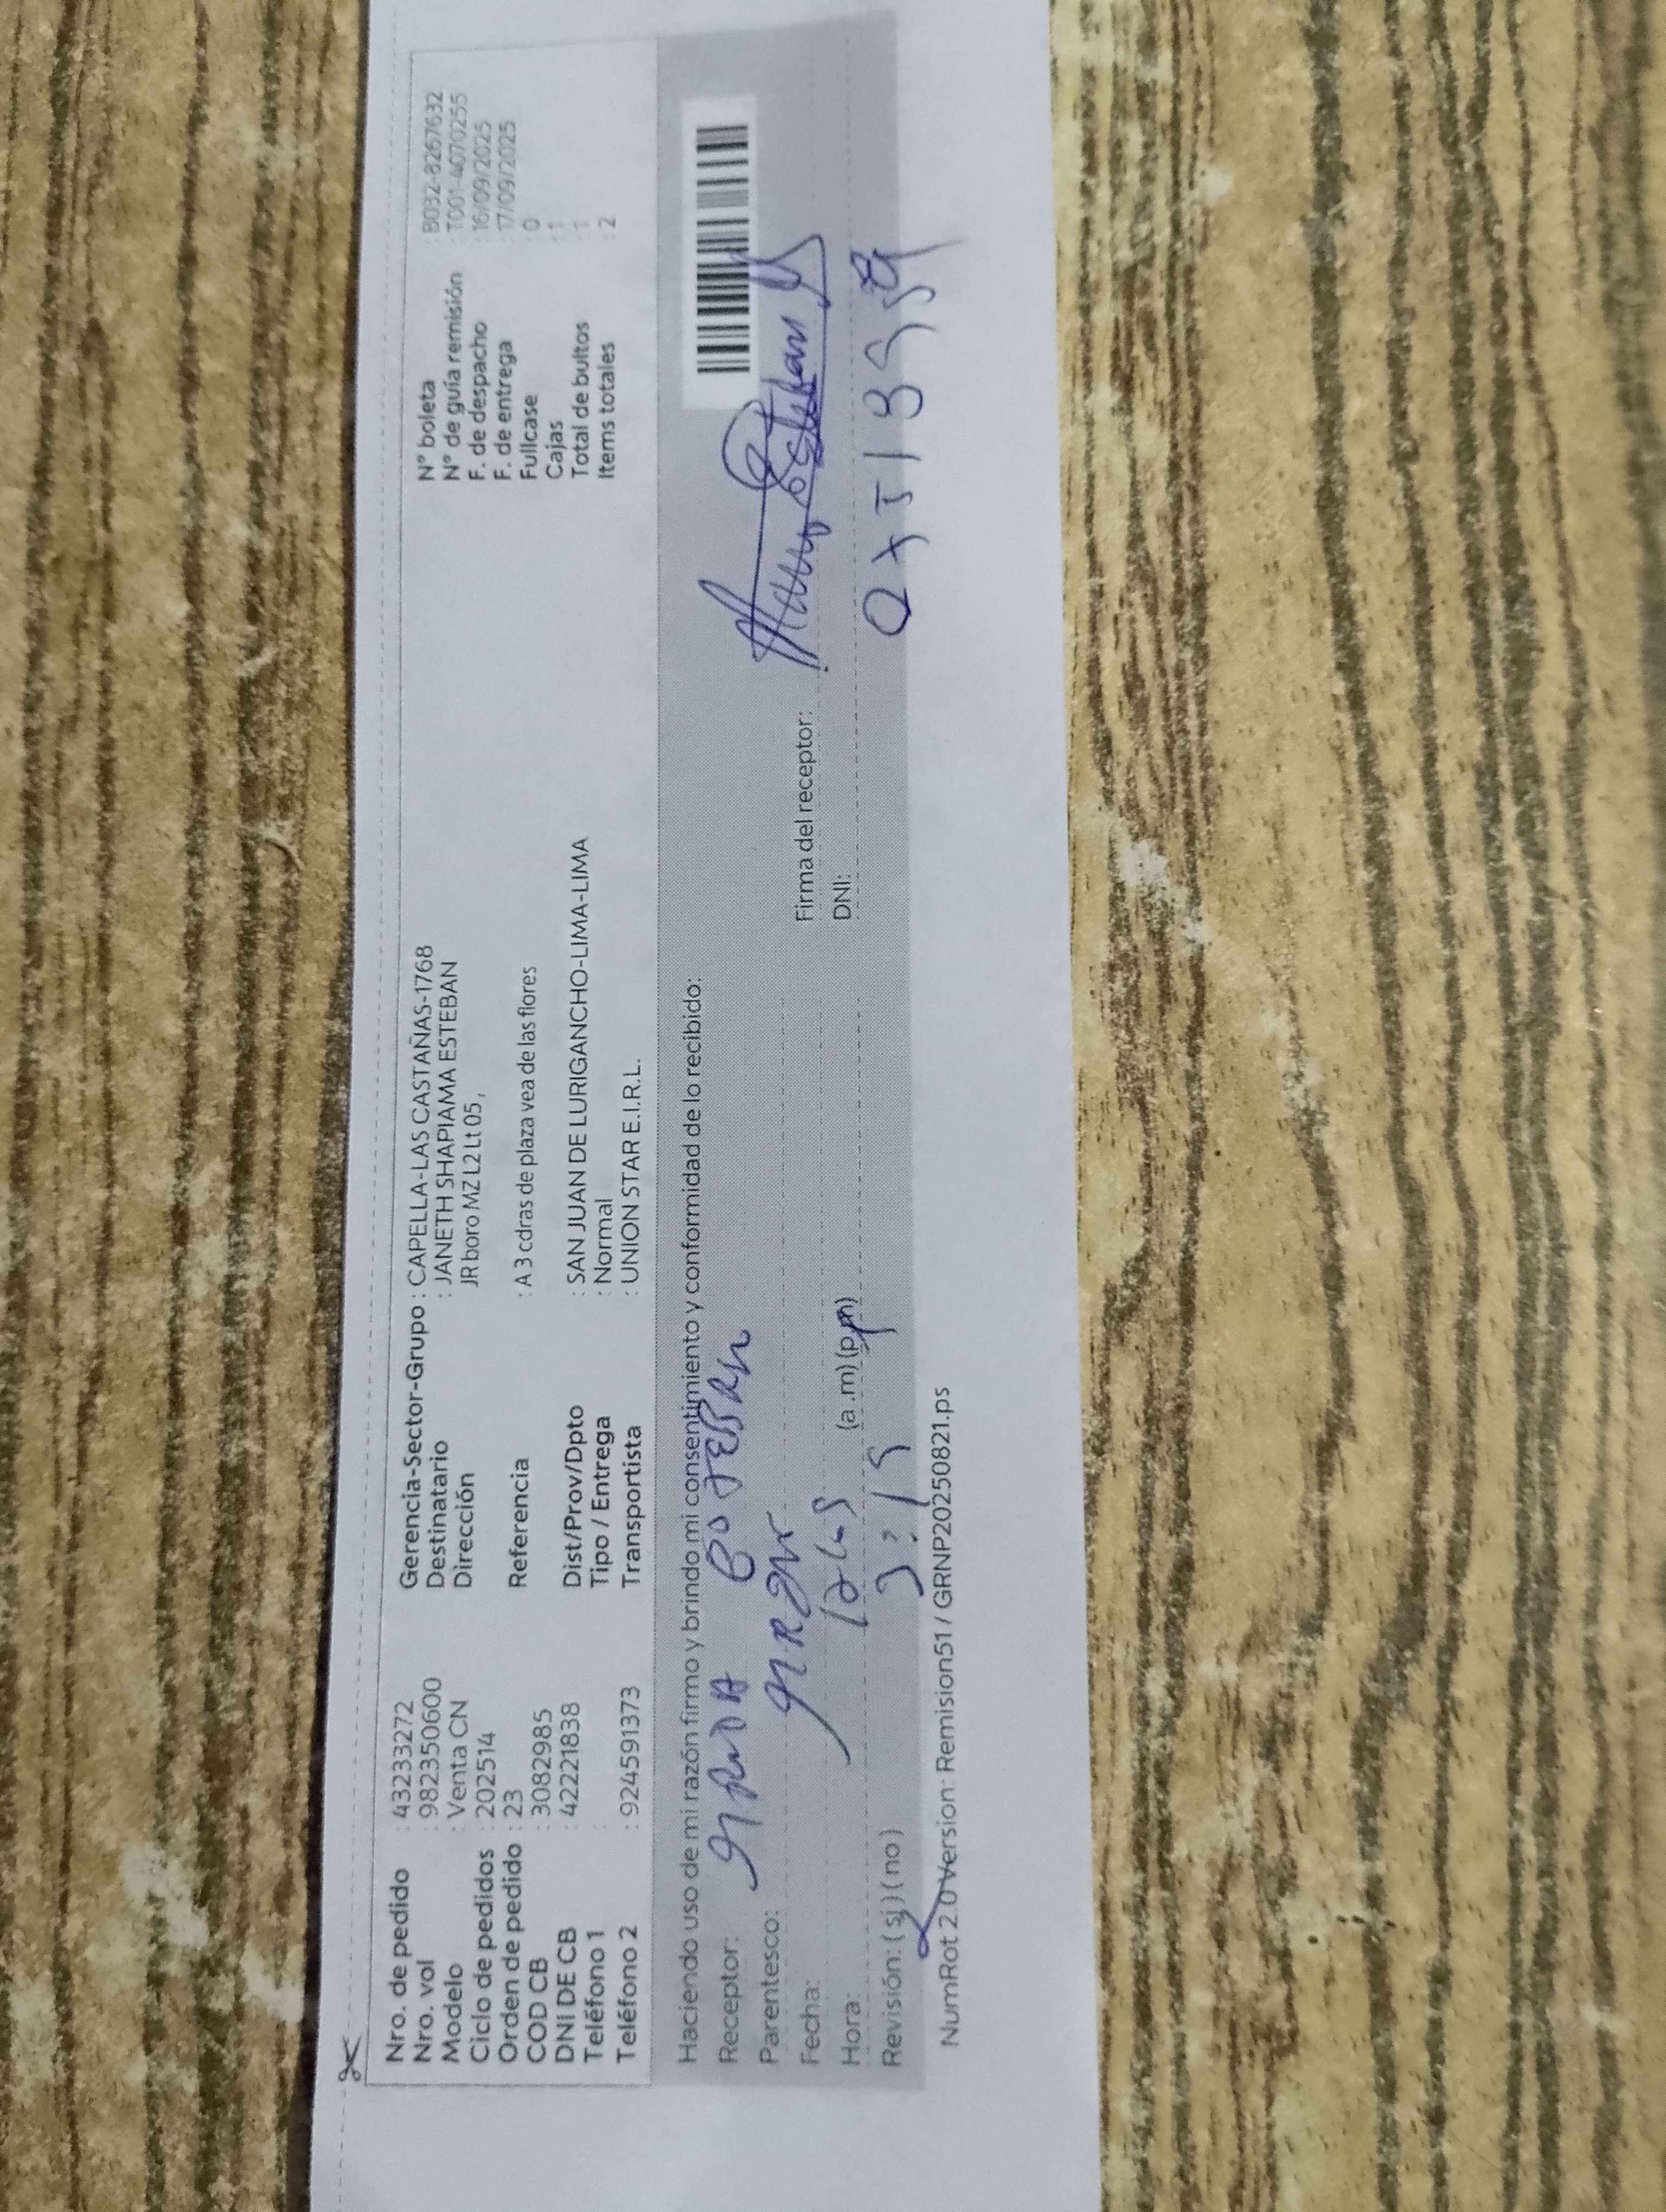 Nro. de pedido : 43233272
Nro. vol : 982350600
Modelo : Venta CN
Ciclo de pedidos : 202514
Orden de pedido : 23
COD CB : 3082985
DNI DE CB : 42221838
Teléfono 1 :
Teléfono 2 : 924591373
Gerencia-Sector-Grupo : CAPELLA-LAS CASTAÑAS-1768
Destinatario : JANETH SHAPIAMA ESTEBAN
Dirección JR boro MZ L2 Lt 05,
Referencia : A 3 cdras de plaza vea de las flores
Dist/Prov/Dpto : SAN JUAN DE LURIGANCHO-LIMA-LIMA
Tipo / Entrega : Normal
Transportista : UNION STAR E.I.R.L.
N° boleta : B032-8267632
N° de guía remisión : T001-4070255
F. de despacho : 16/09/2025
F. de entrega : 17/09/2025
Fullcase : 0
Cajas : 1
Total de bultos : 1
Items totales : 2
Haciendo uso de mi razón firmo y brindo mi consentimiento y conformidad de lo recibido:
Receptor:
Parentesco:
Fecha:
Hora: (a.m) (p.m)
Revisión: ( si ) ( no )
Firma del receptor:
DNI:
NumRot 2.0 Version: Remision51 / GRNP20250821.ps